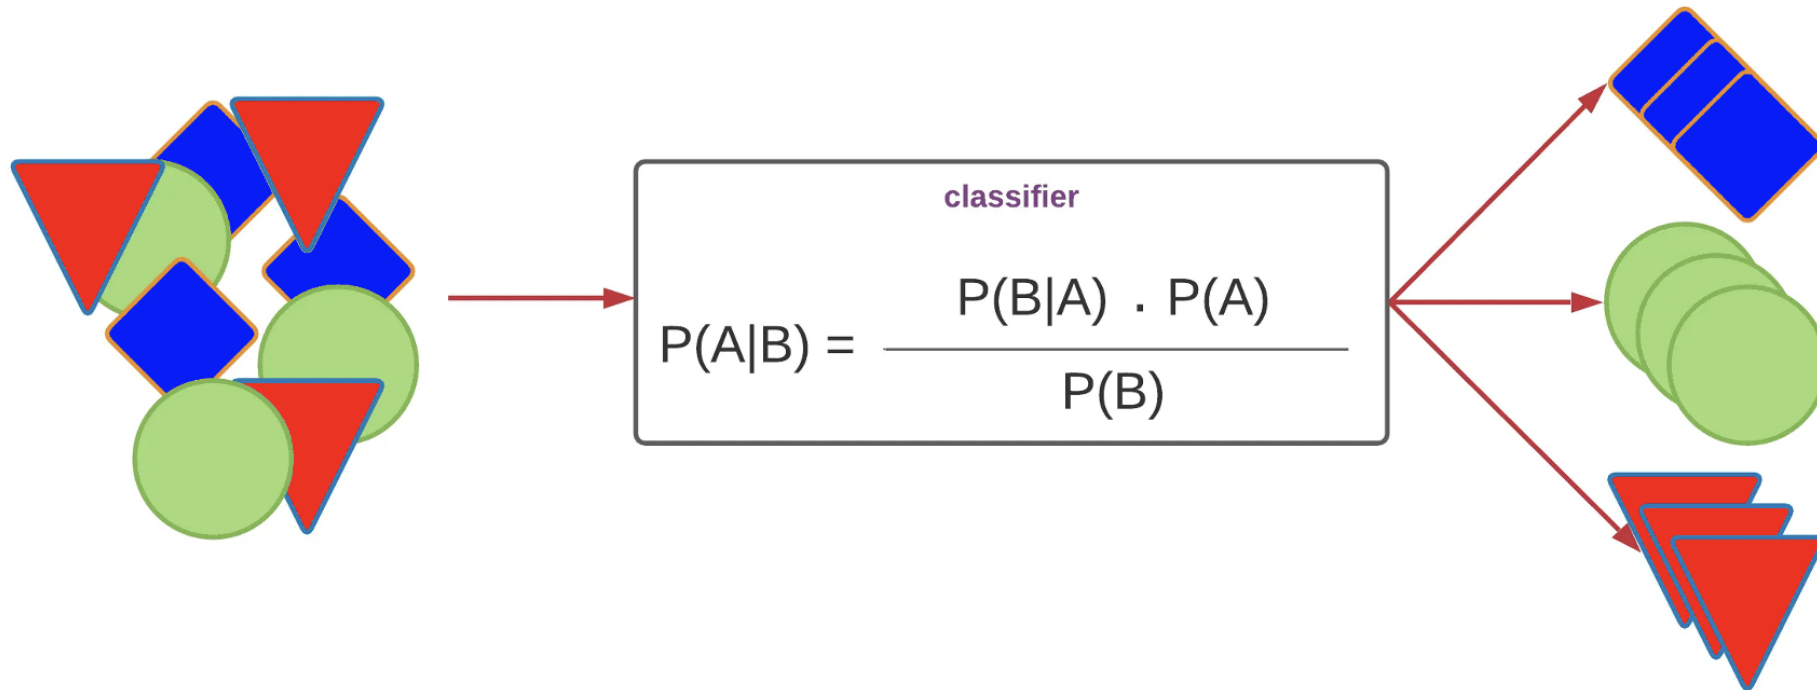 classifier
P(A|B) = P(B|A) . P(A)
P(B)